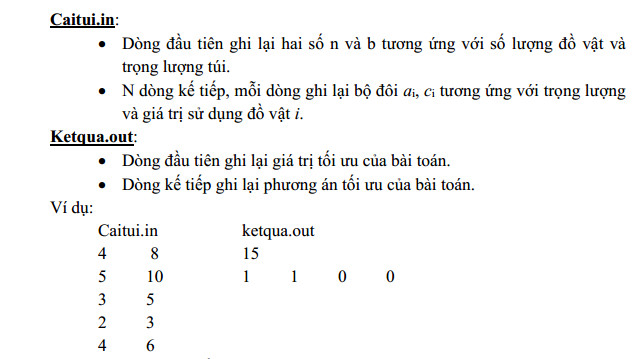 Caitui.in:
• Dòng đầu tiên ghi lại hai số n và b tương ứng với số lượng đồ vật và
trọng lượng túi.
• N dòng kế tiếp, mỗi dòng ghi lại bộ đôi ai, ci tương ứng với trọng lượng
và giá trị sử dụng đồ vật i.
Ketqua.out:
• Dòng đầu tiên ghi lại giá trị tối ưu của bài toán.
• Dòng kế tiếp ghi lại phương án tối ưu của bài toán.
Ví dụ:
Caitui.in ketqua.out
4 8 15
5 10 1 1 0 0
3 5
2 3
4 6